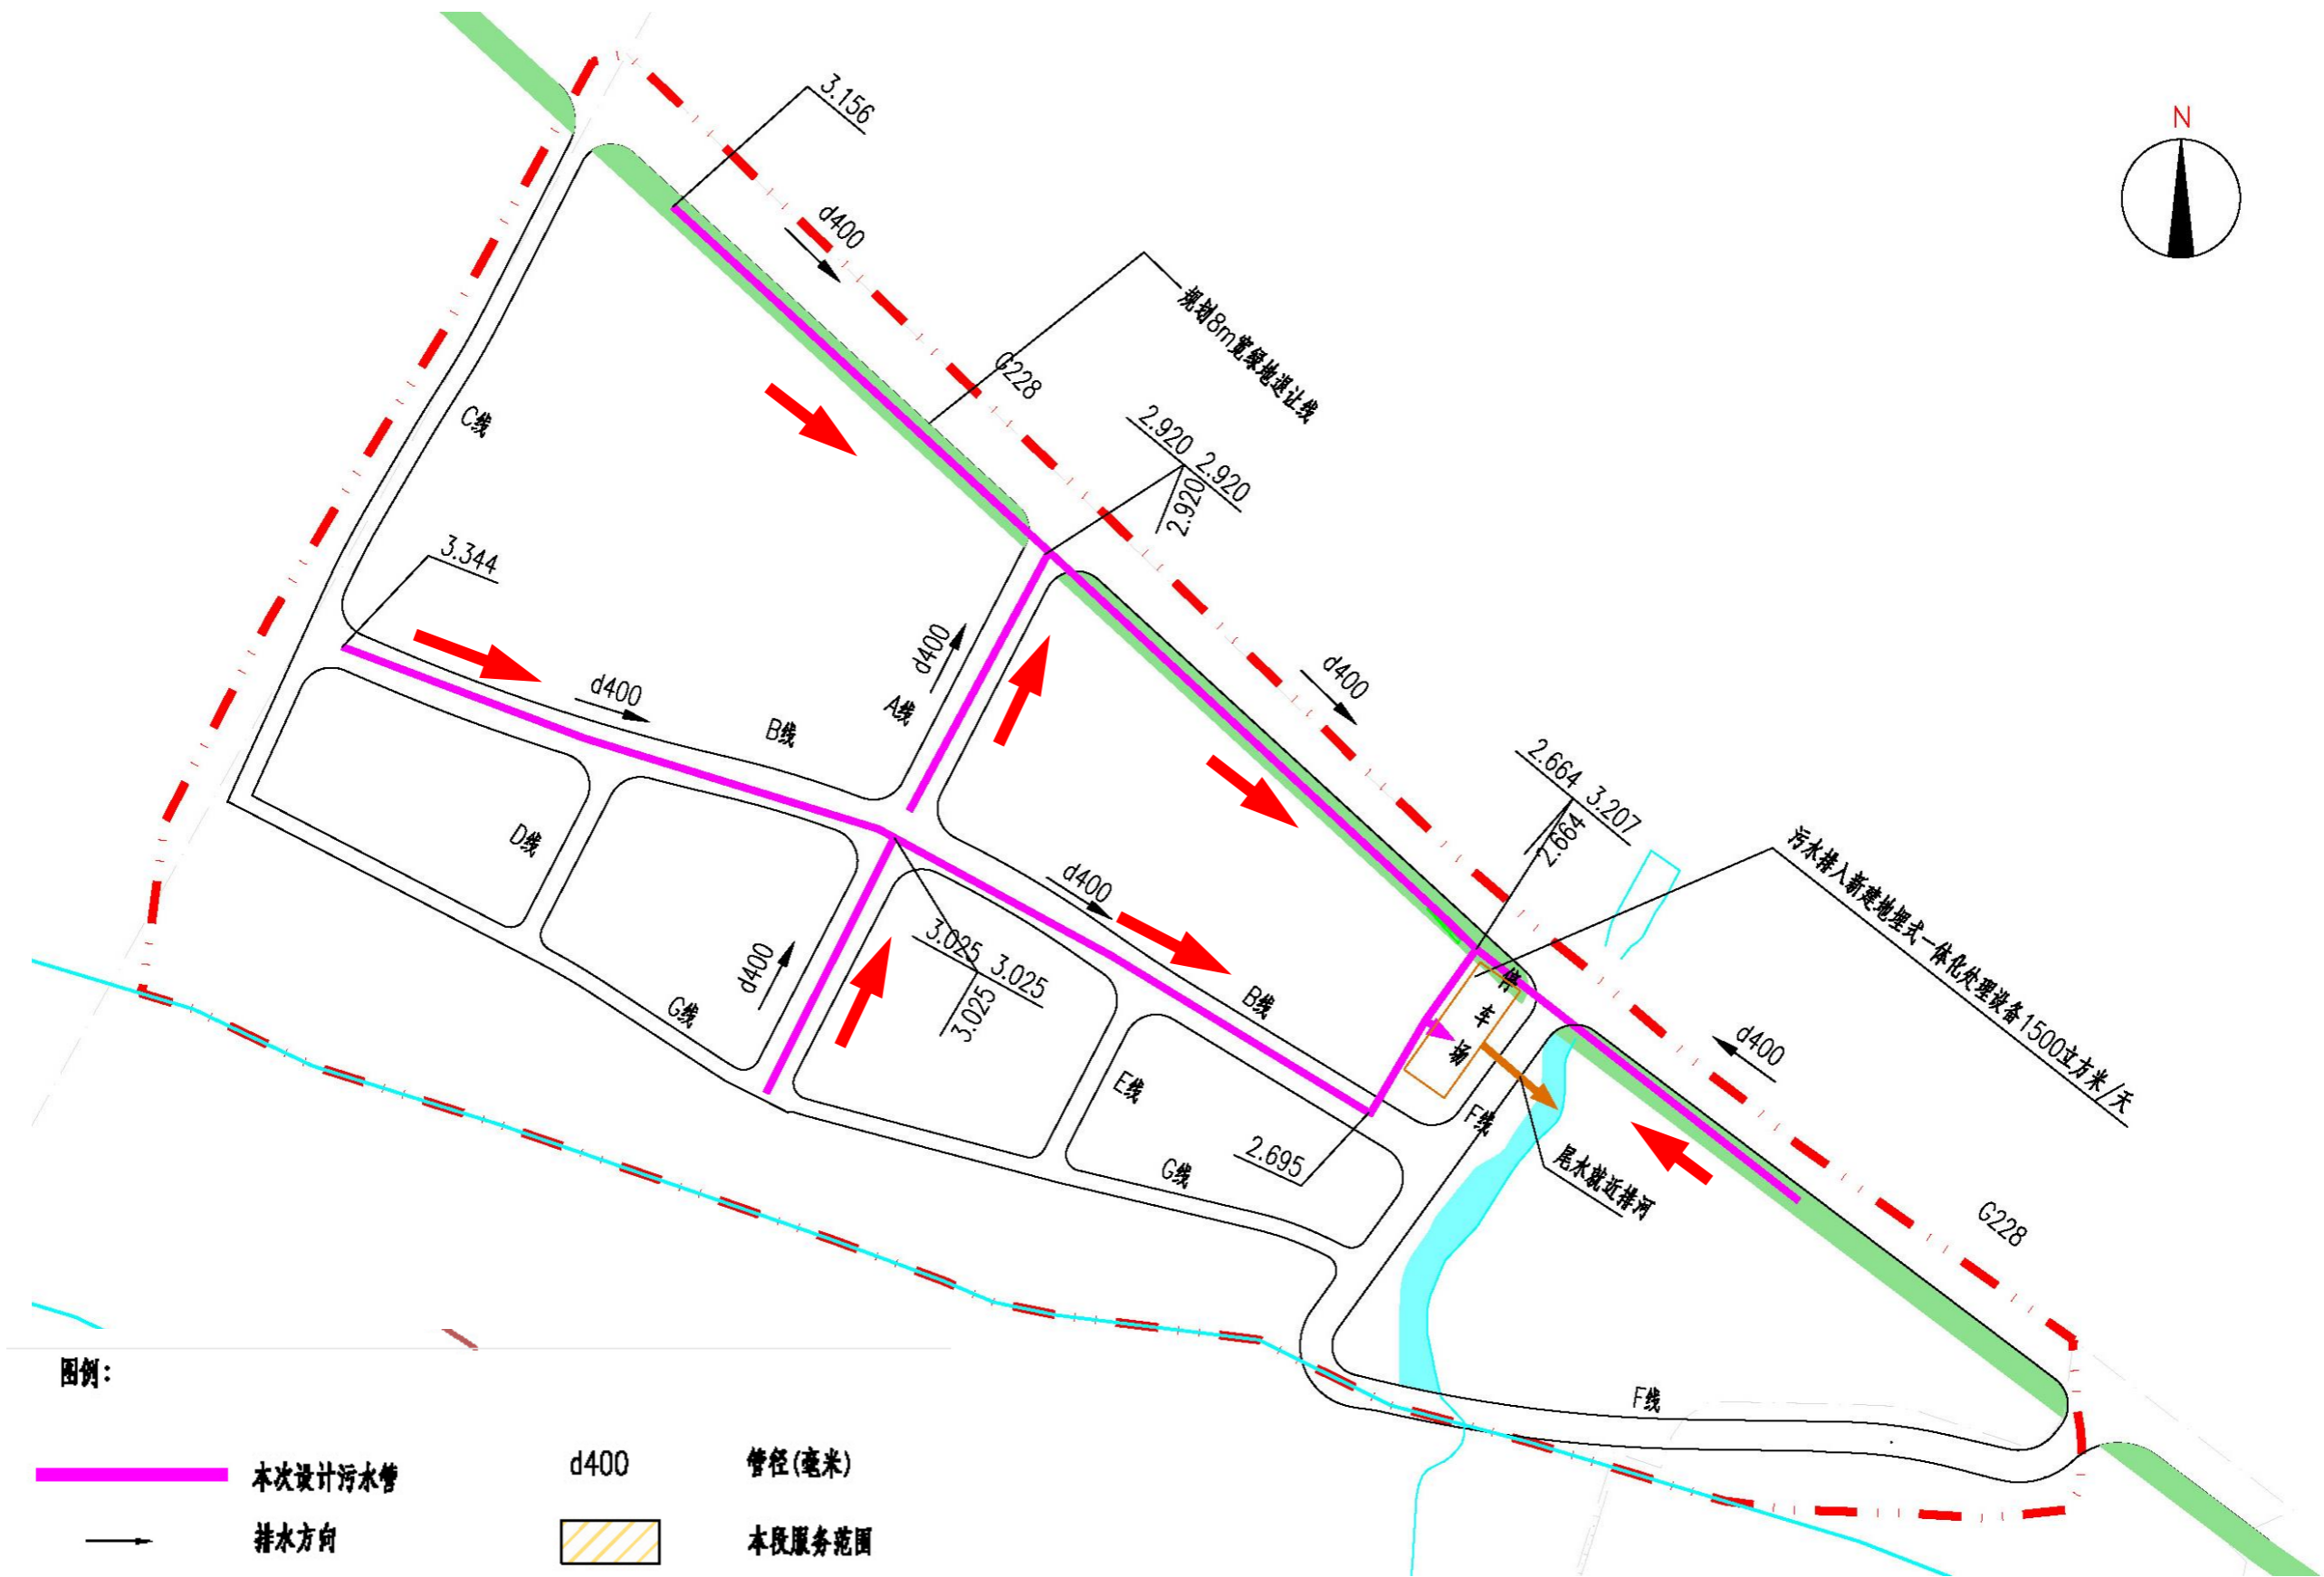 N
3.156
d400
规划8m宽绿地退让线
G228
2.920 2.920
2.920
C线
3.344
d400
d400
A线
B线
d400
2.664 3.207
2.664
污水排入新建地埋式一体化处理设备1500立方米/天
D线
d400
3.025 3.025
3.025
d400
G线
B线
停车场
d400
E线
F线
2.695
G线
尾水就近排河
G228
F线
图例：
本次设计污水管
d400
管径(毫米)
排水方向
本段服务范围